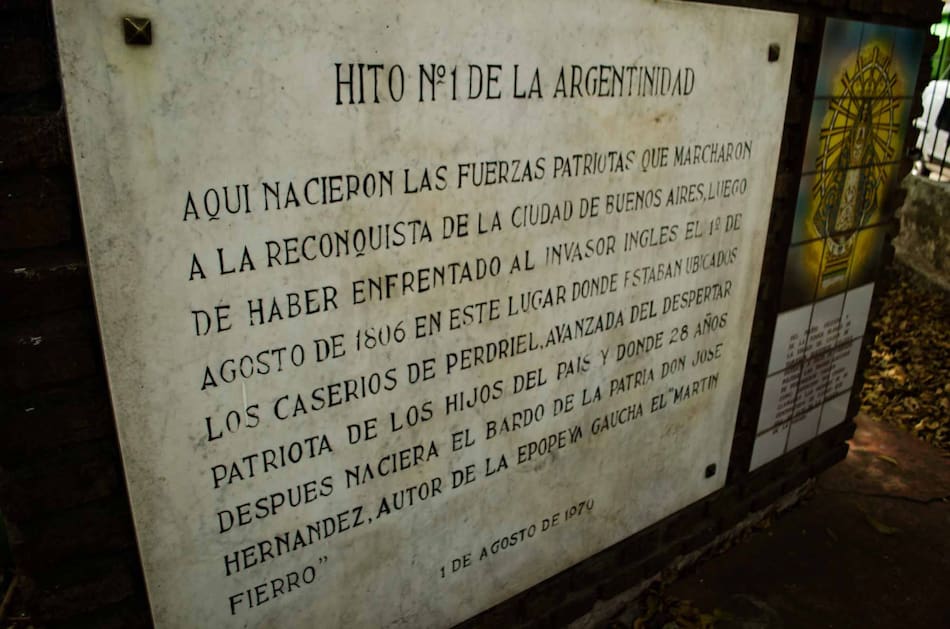 HITO Nº1 DE LA ARGENTINIDAD
AQUI NACIERON LAS FUERZAS PATRIOTAS QUE MARCHARON
A LA RECONQUISTA DE LA CIUDAD DE BUENOS AIRES, LUEGO
DE HABER ENFRENTADO AL INVASOR INGLES EL 1º DE
AGOSTO DE 1806 EN ESTE LUGAR DONDE ESTABAN UBICADOS
LOS CASERIOS DE PERDRIEL, AVANZADA DEL DESPERTAR
PATRIOTA DE LOS HIJOS DEL PAIS Y DONDE 28 AÑOS
DESPUES NACIERA EL BARDO DE LA PATRIA DON JOSE
HERNANDEZ, AUTOR DE LA EPOPEYA GAUCHA EL "MARTIN
FIERRO"
1 DE AGOSTO DE 1970